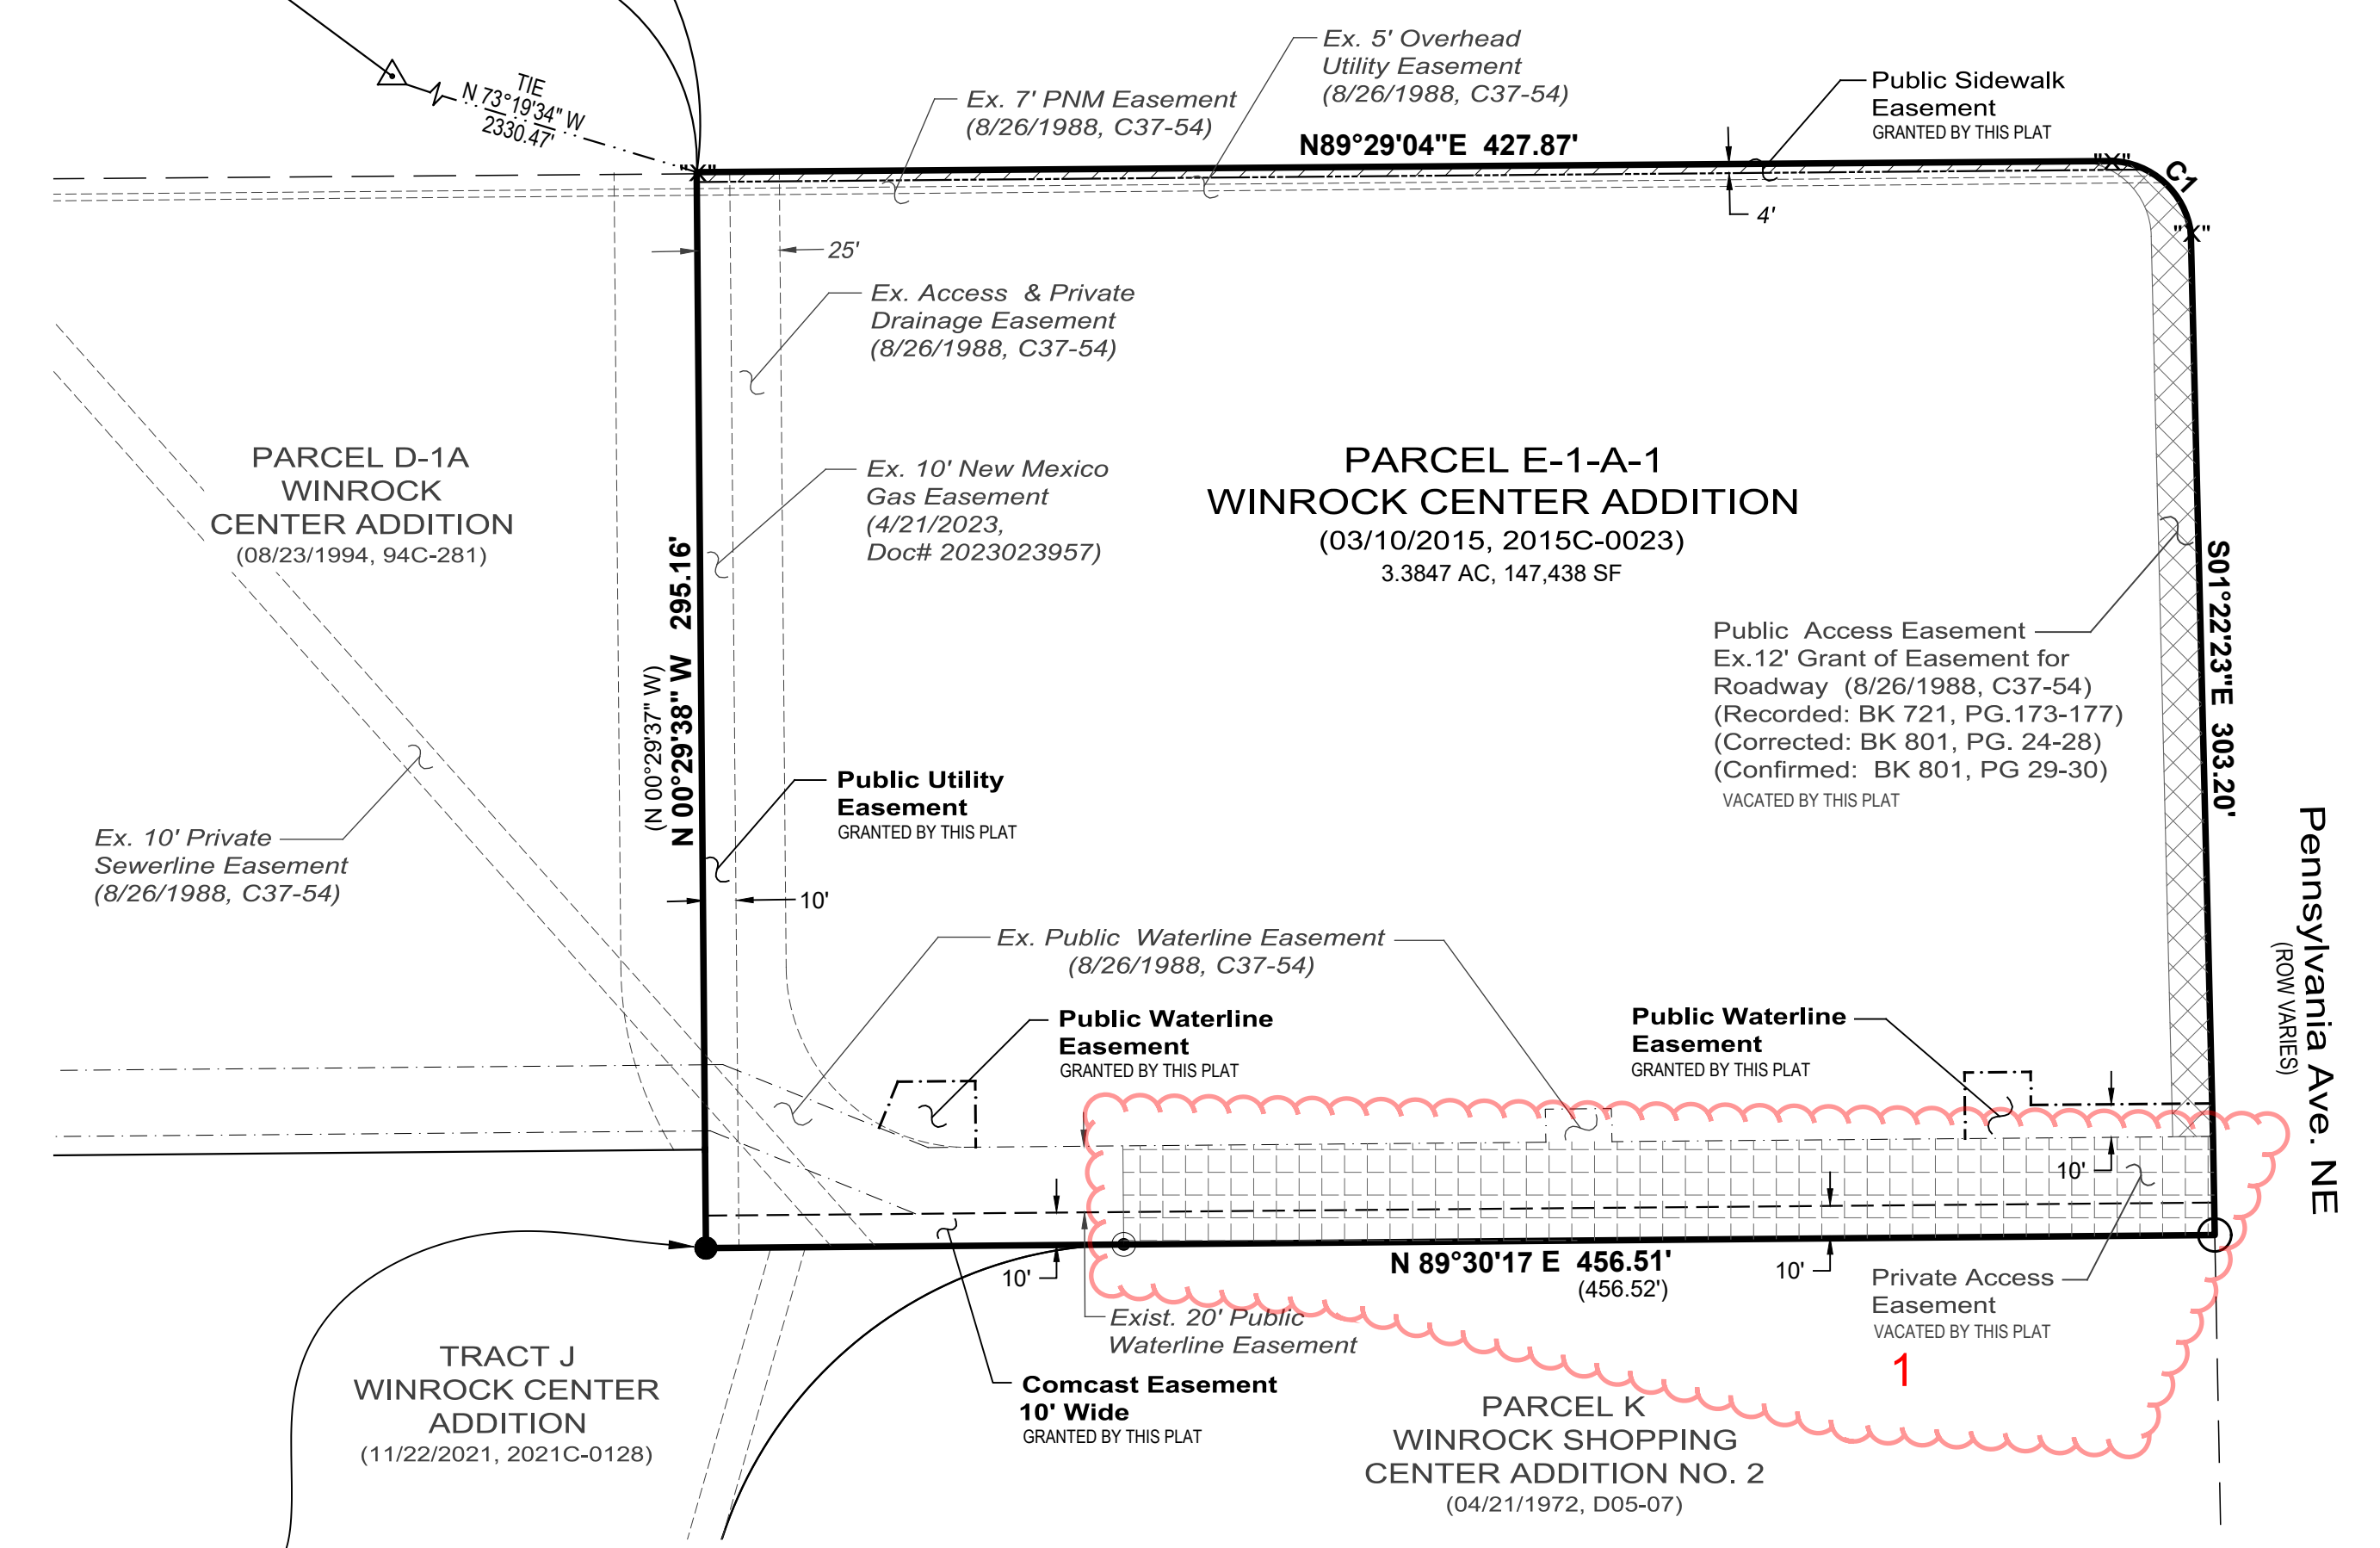 Ex. 5' Overhead
Utility Easement
(8/26/1988, C37-54)
Public Sidewalk
Easement
GRANTED BY THIS PLAT
TIE
N 73°19'34" W
2330.47'
Ex. 7' PNM Easement
(8/26/1988, C37-54)
N89°29'04"E 427.87'
"X"
"X"
C1
"X"
4'
25'
Ex. Access & Private
Drainage Easement
(8/26/1988, C37-54)
PARCEL D-1A
WINROCK
CENTER ADDITION
(08/23/1994, 94C-281)
Ex. 10' New Mexico
Gas Easement
(4/21/2023,
Doc# 2023023957)
PARCEL E-1-A-1
WINROCK CENTER ADDITION
(03/10/2015, 2015C-0023)
3.3847 AC, 147,438 SF
N 00°29'38" W 295.16'
(N 00°29'37" W)
S01°22'23"E 303.20'
Public Access Easement
Ex.12' Grant of Easement for
Roadway (8/26/1988, C37-54)
(Recorded: BK 721, PG.173-177)
(Corrected: BK 801, PG. 24-28)
(Confirmed: BK 801, PG 29-30)
VACATED BY THIS PLAT
Public Utility
Easement
GRANTED BY THIS PLAT
Ex. 10' Private
Sewerline Easement
(8/26/1988, C37-54)
10'
Pennsylvania Ave. NE
(ROW VARIES)
Ex. Public Waterline Easement
(8/26/1988, C37-54)
Public Waterline
Easement
GRANTED BY THIS PLAT
Public Waterline
Easement
GRANTED BY THIS PLAT
10'
10'
N 89°30'17 E 456.51'
(456.52')
10'
Private Access
Easement
VACATED BY THIS PLAT
1
Exist. 20' Public
Waterline Easement
Comcast Easement
10' Wide
GRANTED BY THIS PLAT
TRACT J
WINROCK CENTER
ADDITION
(11/22/2021, 2021C-0128)
PARCEL K
WINROCK SHOPPING
CENTER ADDITION NO. 2
(04/21/1972, D05-07)